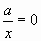 a/x = 0